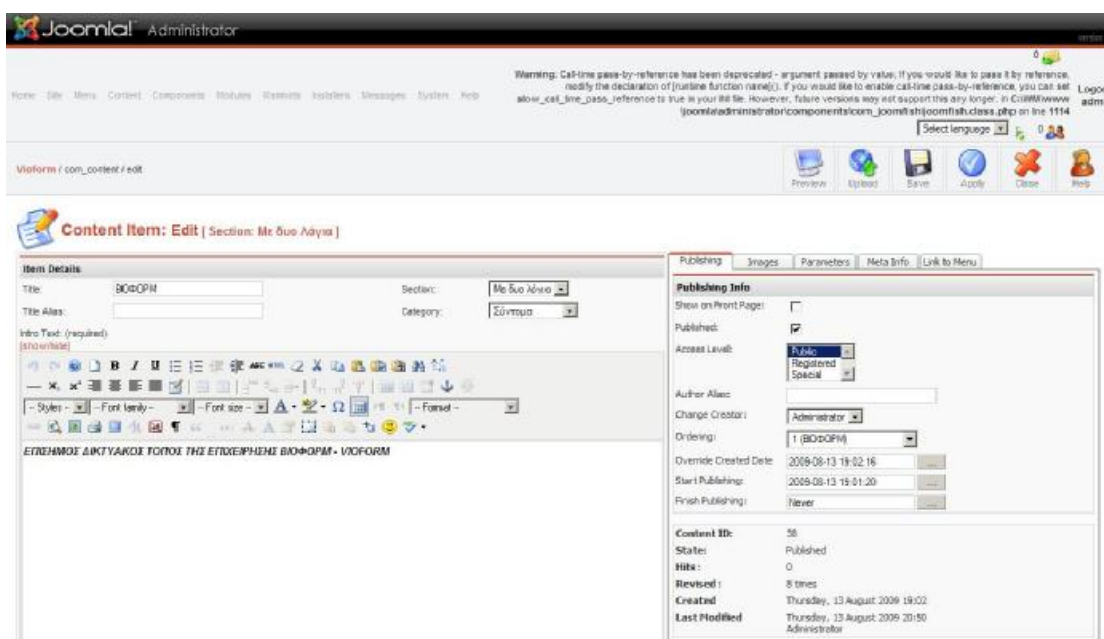 Joomla! Administrator
version
0
Home Site Menu Content Components Modules Mambots Installers Messages System Help
Warning: Call-time pass-by-reference has been deprecated - argument passed by value; If you would like to pass it by reference,
modify the declaration of [runtime function name](). If you would like to enable call-time pass-by-reference, you can set
allow_call_time_pass_reference to true in your INI file. However, future versions may not support this any longer. in
\joomla\administrator\components\com_joomfish\joomfish.class.php on line 1114
Logou
admi
Select language 0
Vioform / com_content / edit
Preview Upload Save Apply Close Help
Content Item: Edit [ Section: Με δυο λόγια ]
Item Details
Title: ΒΙΟΦΟΡΜ Section: Με δυο λόγια
Title Alias: Category: Σύντομα
Intro Text: (required)
[show/hide]
B I U ABC HTML
-- Styles -- -- Font family -- -- Font size -- A Ω -- Format --
ΕΠΙΣΗΜΟΣ ΔΙΚΤΥΑΚΟΣ ΤΟΠΟΣ ΤΗΣ ΕΠΙΧΕΙΡΗΣΗΣ ΒΙΟΦΟΡΜ - VIOFORM
Publishing Images Parameters Meta Info Link to Menu
Publishing Info
Show on Front Page:
Published:
Access Level: Public
Registered
Special
Author Alias:
Change Creator: Administrator
Ordering: 1 (ΒΙΟΦΟΡΜ)
Override Created Date 2009-08-13 19:02:16 ...
Start Publishing: 2009-08-13 19:01:20 ...
Finish Publishing: Never ...
Content ID: 58
State: Published
Hits : 0
Revised : 8 times
Created Thursday, 13 August 2009 19:02
Last Modified Thursday, 13 August 2009 20:50
Administrator